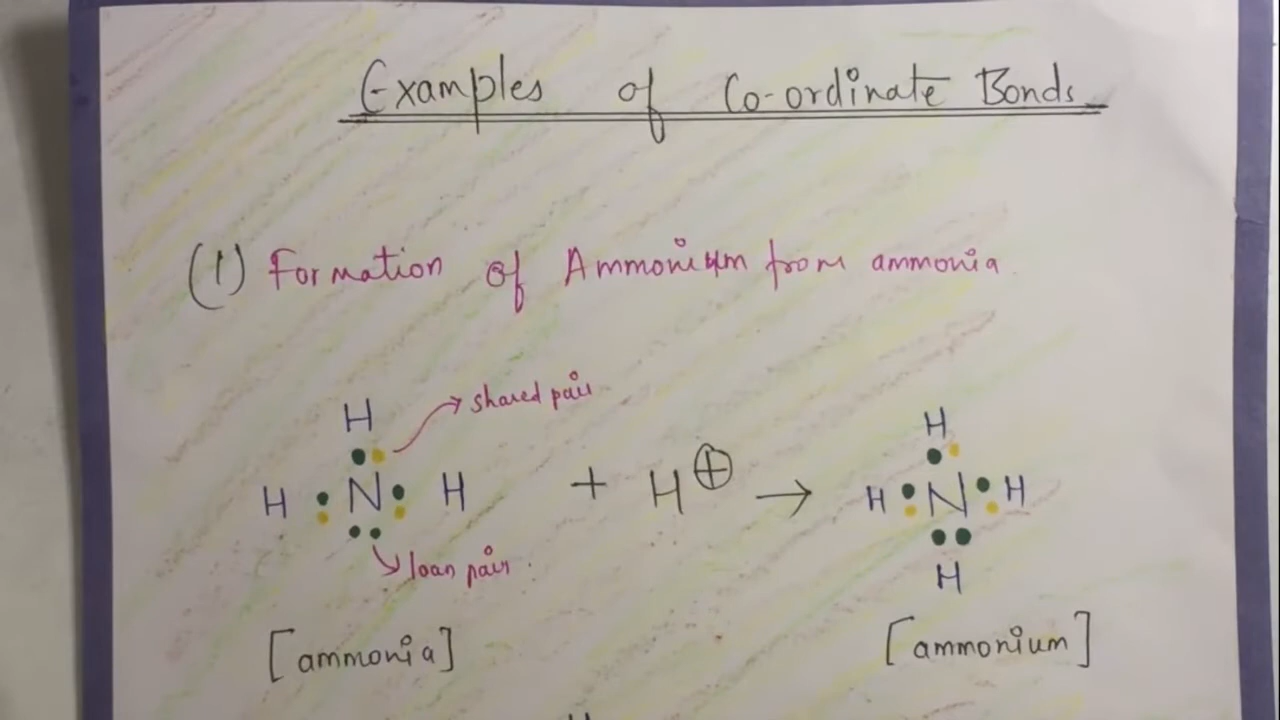 Examples of Co-ordinate Bonds
(1) Formation of Ammonium from ammonia
shared pair
H
H N H + H⊕ → H N H
H
loan pair
H
[ammonia] [ammonium]